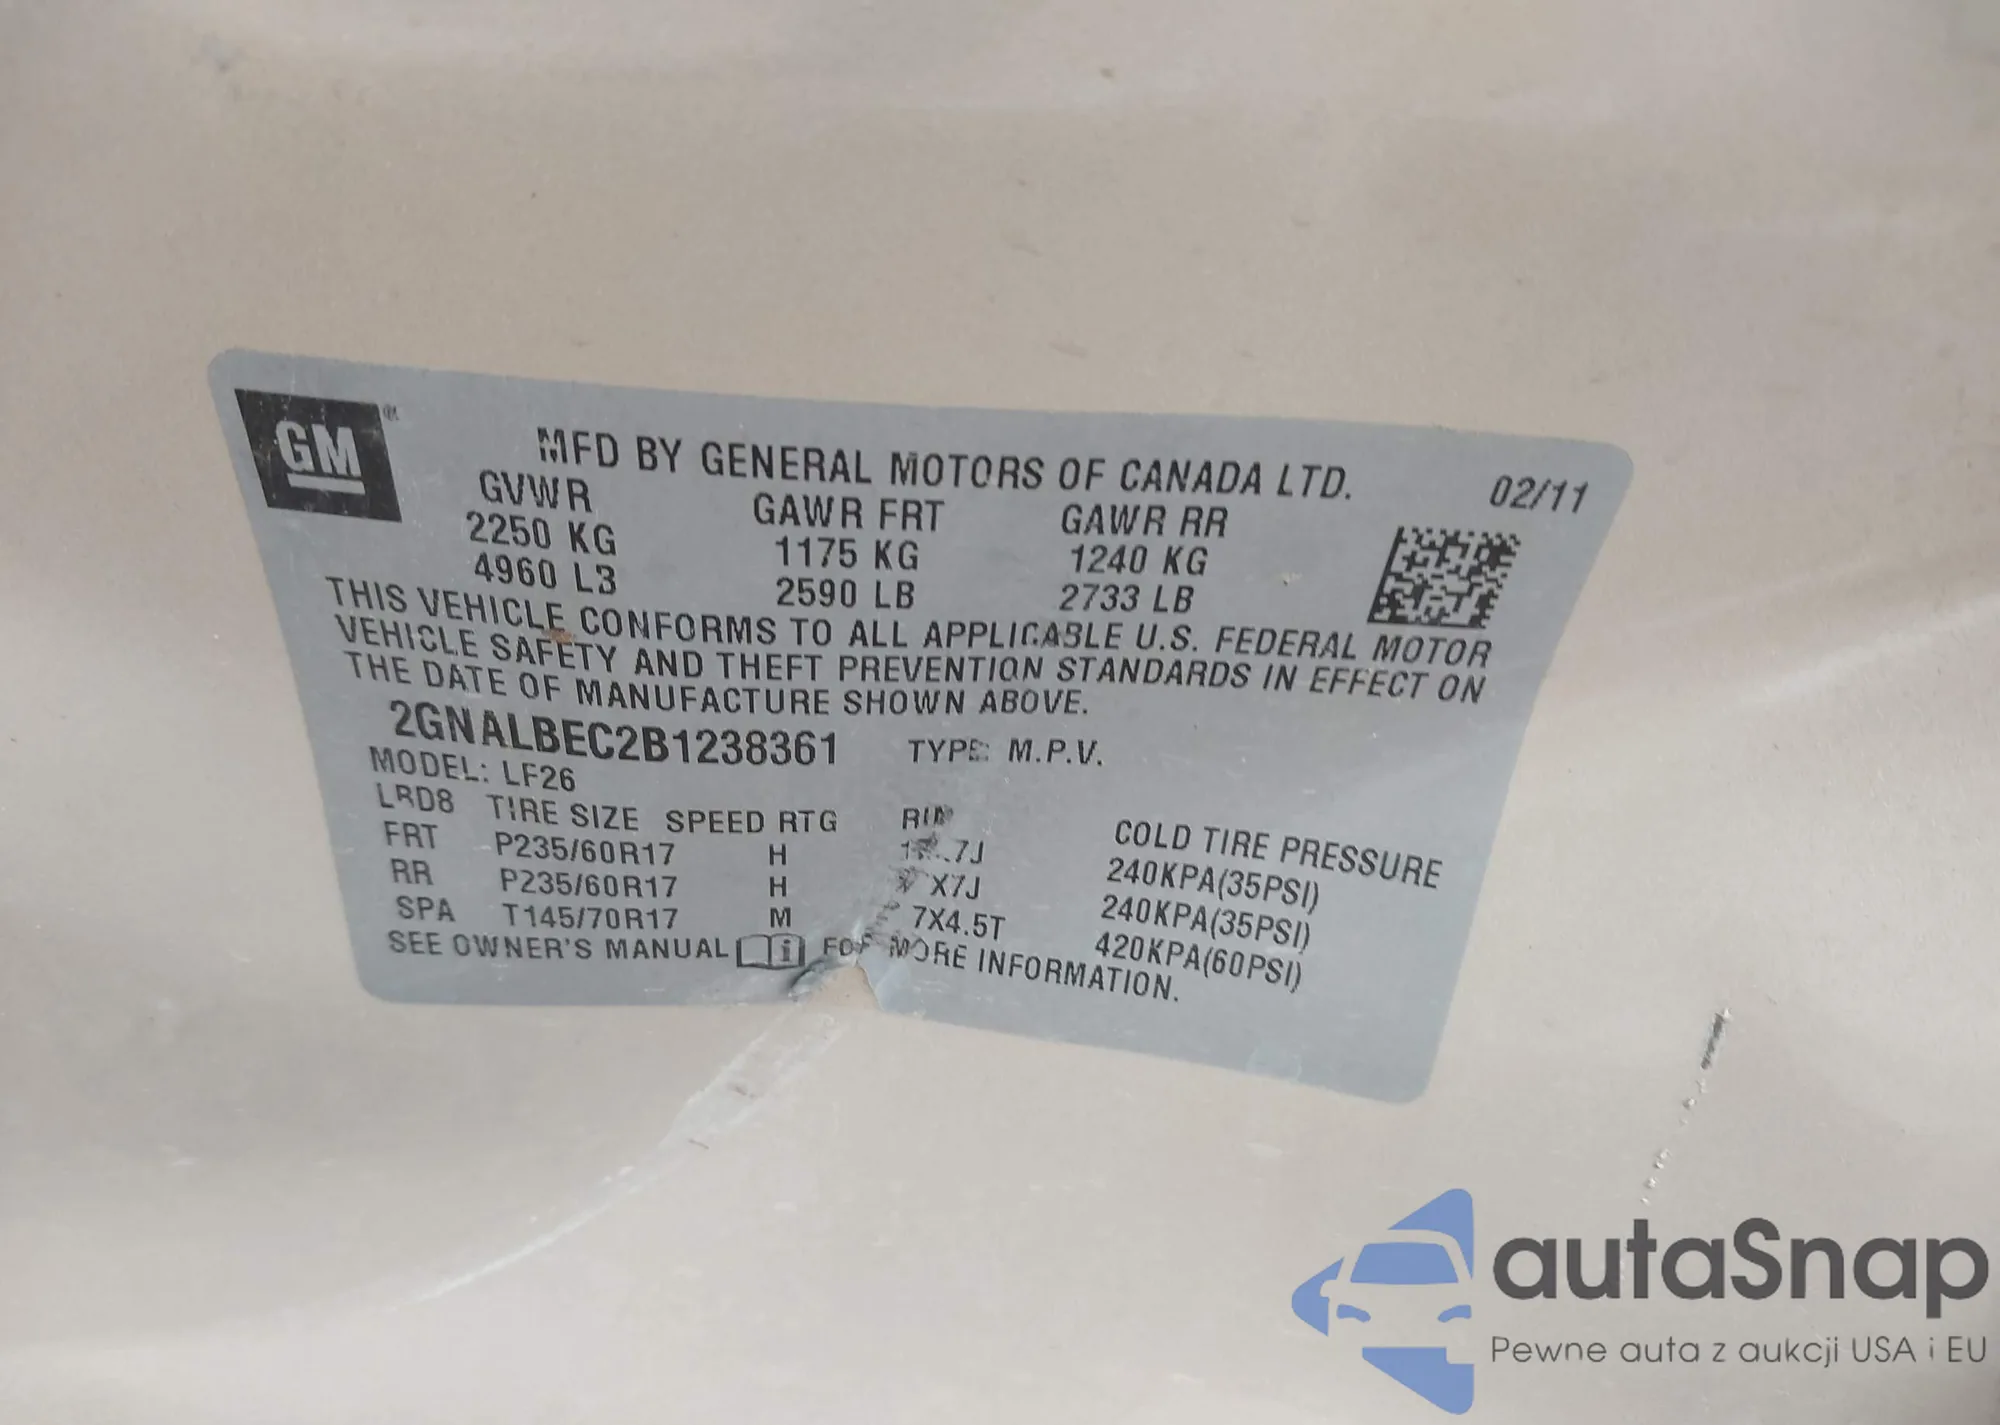 GM
MFD BY GENERAL MOTORS OF CANADA LTD. 02/11
GVWR GAWR FRT GAWR RR
2250 KG 1175 KG 1240 KG
4960 LB 2590 LB 2733 LB
THIS VEHICLE CONFORMS TO ALL APPLICABLE U.S. FEDERAL MOTOR
VEHICLE SAFETY AND THEFT PREVENTION STANDARDS IN EFFECT ON
THE DATE OF MANUFACTURE SHOWN ABOVE.
2GNALBEC2B1238361 TYPE: M.P.V.
MODEL: LF26
LRD8 TIRE SIZE SPEED RTG RIM COLD TIRE PRESSURE
FRT P235/60R17 H 240KPA(35PSI)
RR P235/60R17 H X7J 240KPA(35PSI)
SPA T145/70R17 M 7X4.5T 420KPA(60PSI)
SEE OWNER'S MANUAL FOR MORE INFORMATION.
autaSnap
Pewne auta z aukcji USA i EU